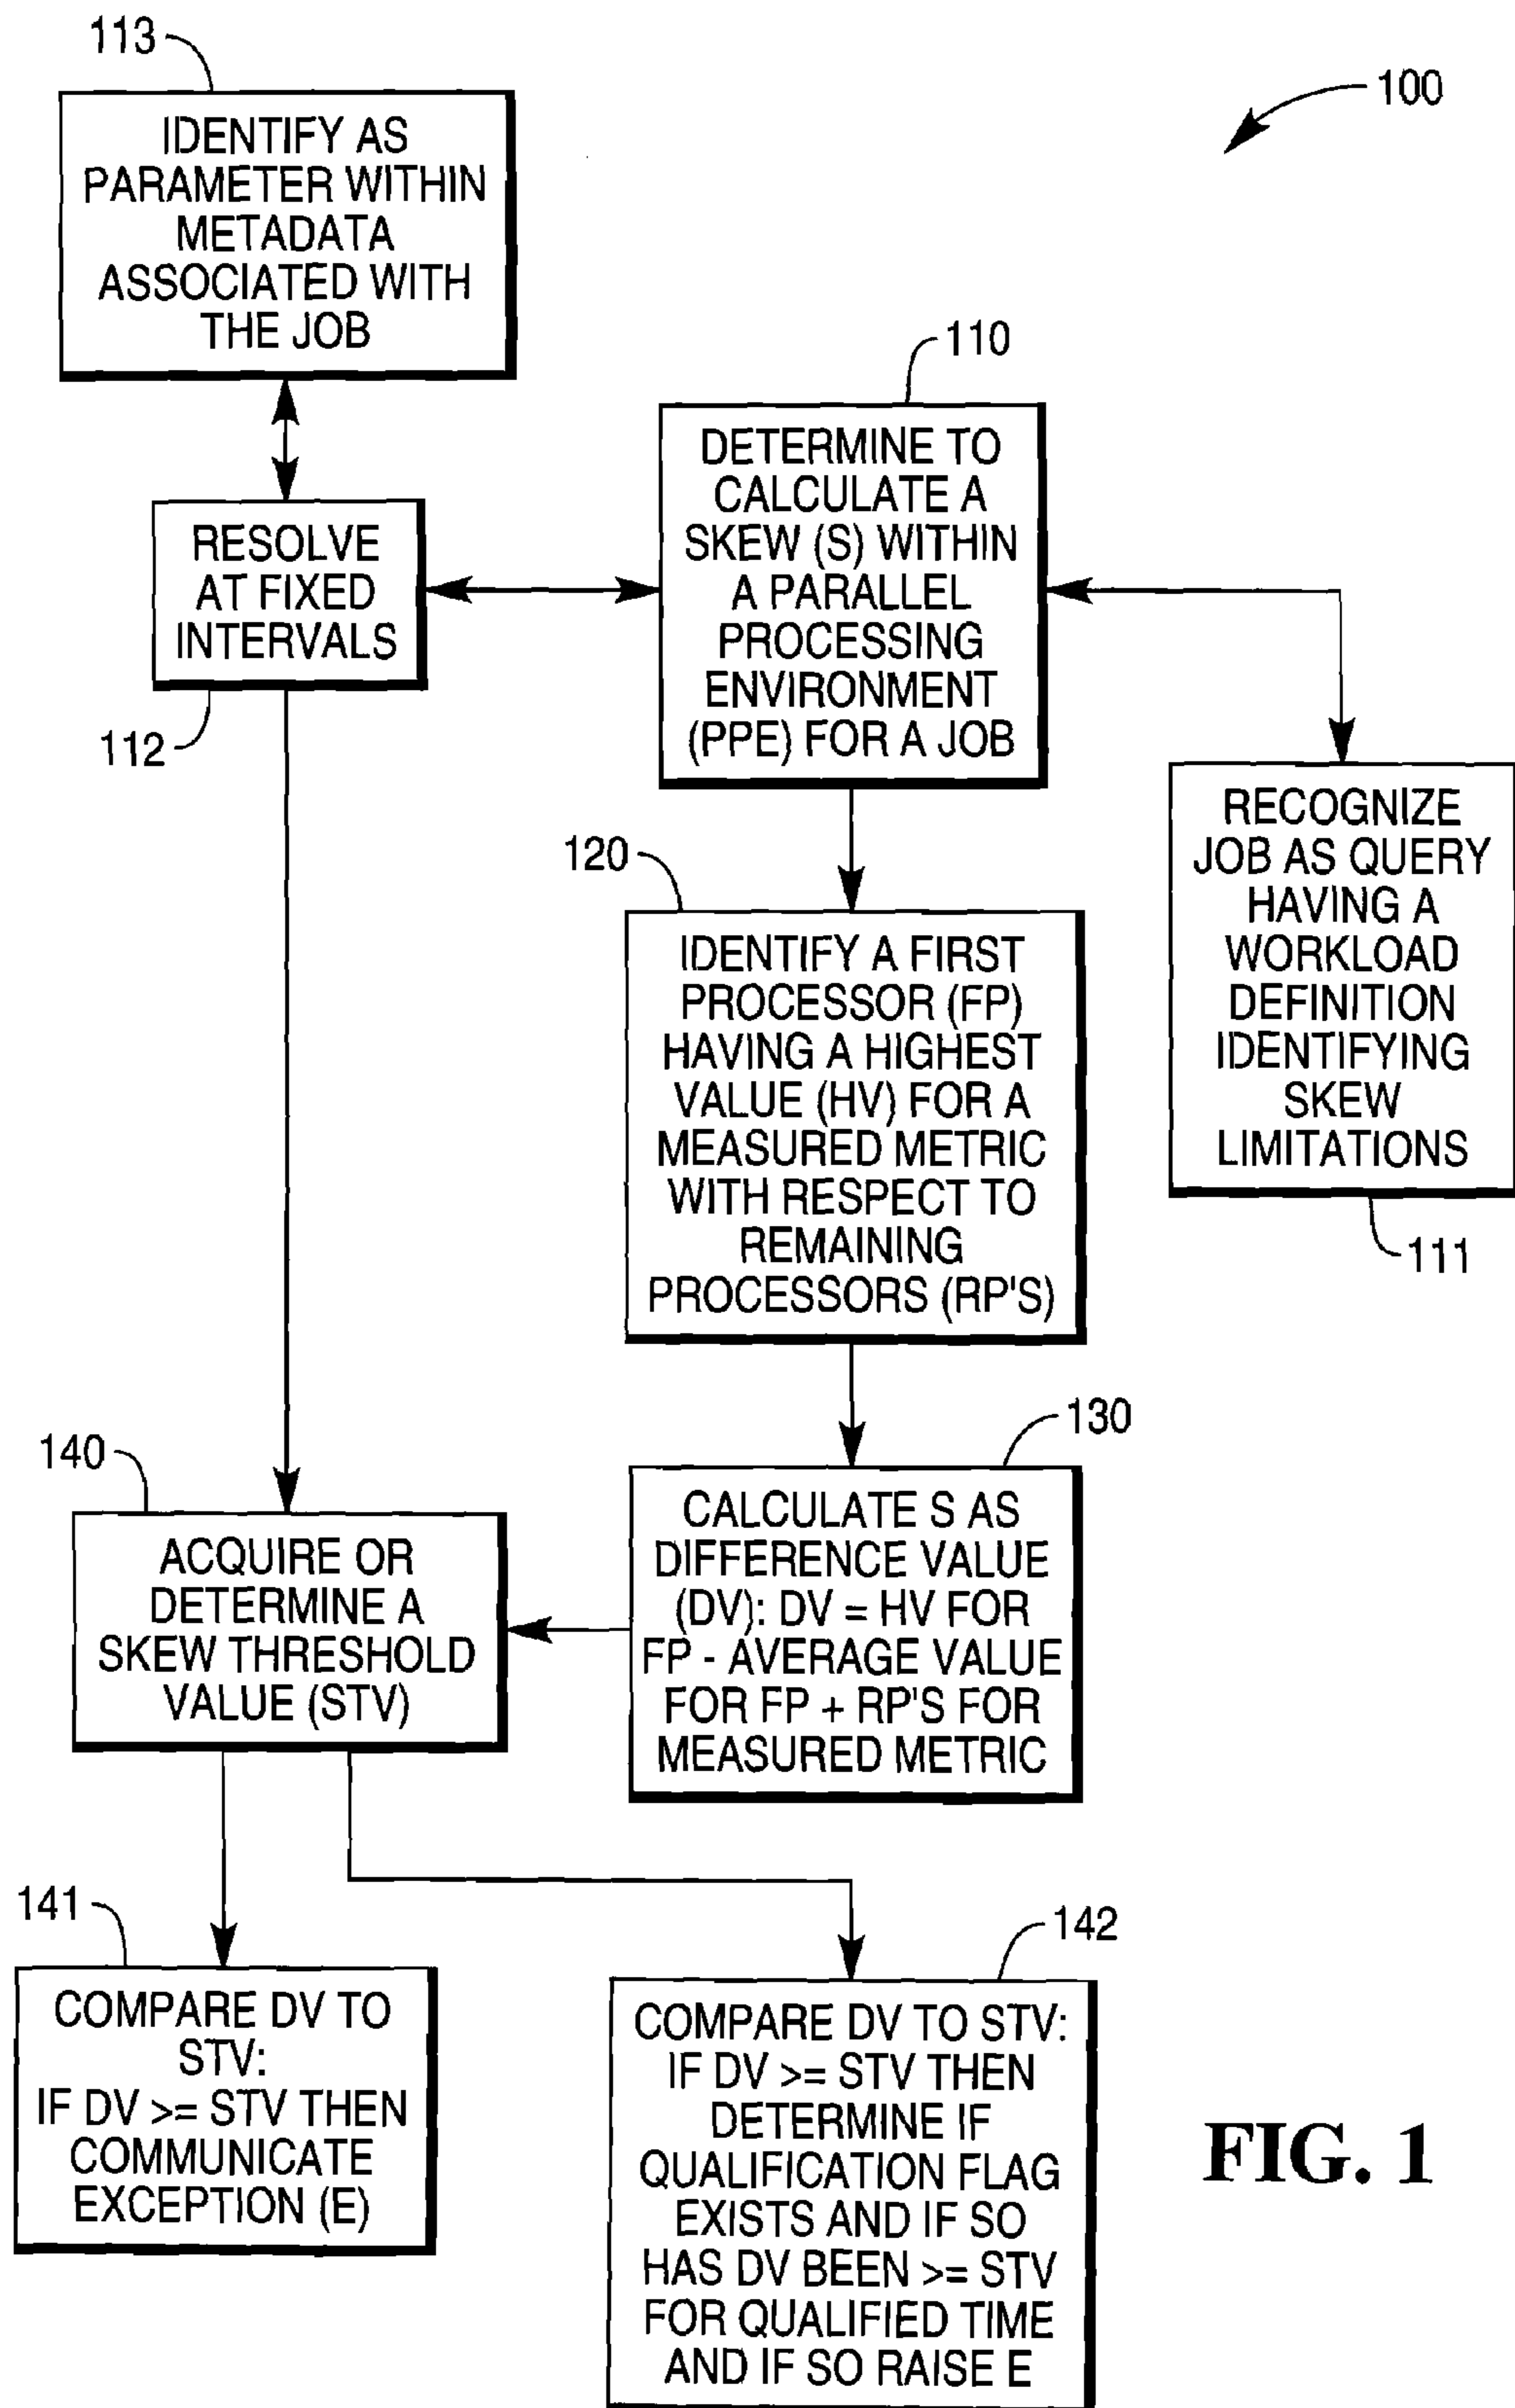 113
100
IDENTIFY AS
PARAMETER WITHIN
METADATA
ASSOCIATED WITH
THE JOB
110
DETERMINE TO
CALCULATE A
SKEW (S) WITHIN
A PARALLEL
PROCESSING
ENVIRONMENT
(PPE) FOR A JOB
RESOLVE
AT FIXED
INTERVALS
112
RECOGNIZE
JOB AS QUERY
HAVING A
WORKLOAD
DEFINITION
IDENTIFYING
SKEW
LIMITATIONS
111
120
IDENTIFY A FIRST
PROCESSOR (FP)
HAVING A HIGHEST
VALUE (HV) FOR A
MEASURED METRIC
WITH RESPECT TO
REMAINING
PROCESSORS (RP'S)
130
CALCULATE S AS
DIFFERENCE VALUE
(DV): DV = HV FOR
FP - AVERAGE VALUE
FOR FP + RP'S FOR
MEASURED METRIC
140
ACQUIRE OR
DETERMINE A
SKEW THRESHOLD
VALUE (STV)
141
COMPARE DV TO
STV:
IF DV >= STV THEN
COMMUNICATE
EXCEPTION (E)
142
COMPARE DV TO STV:
IF DV >= STV THEN
DETERMINE IF
QUALIFICATION FLAG
EXISTS AND IF SO
HAS DV BEEN >= STV
FOR QUALIFIED TIME
AND IF SO RAISE E
FIG. 1